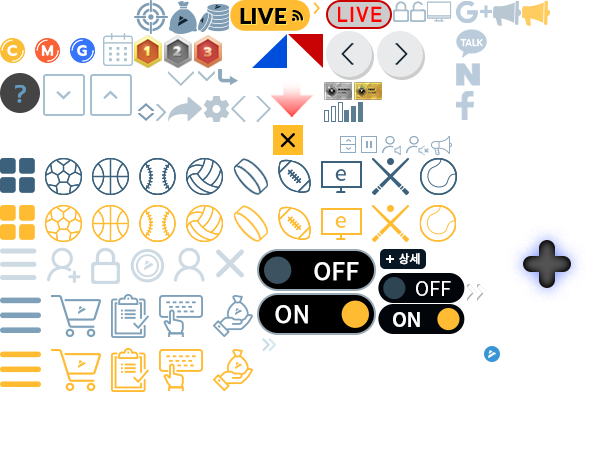 LIVE
LIVE
G+
C M G
1 2 3
TALK
N
f
?
e
e
OFF
+ 상세
OFF
ON
ON